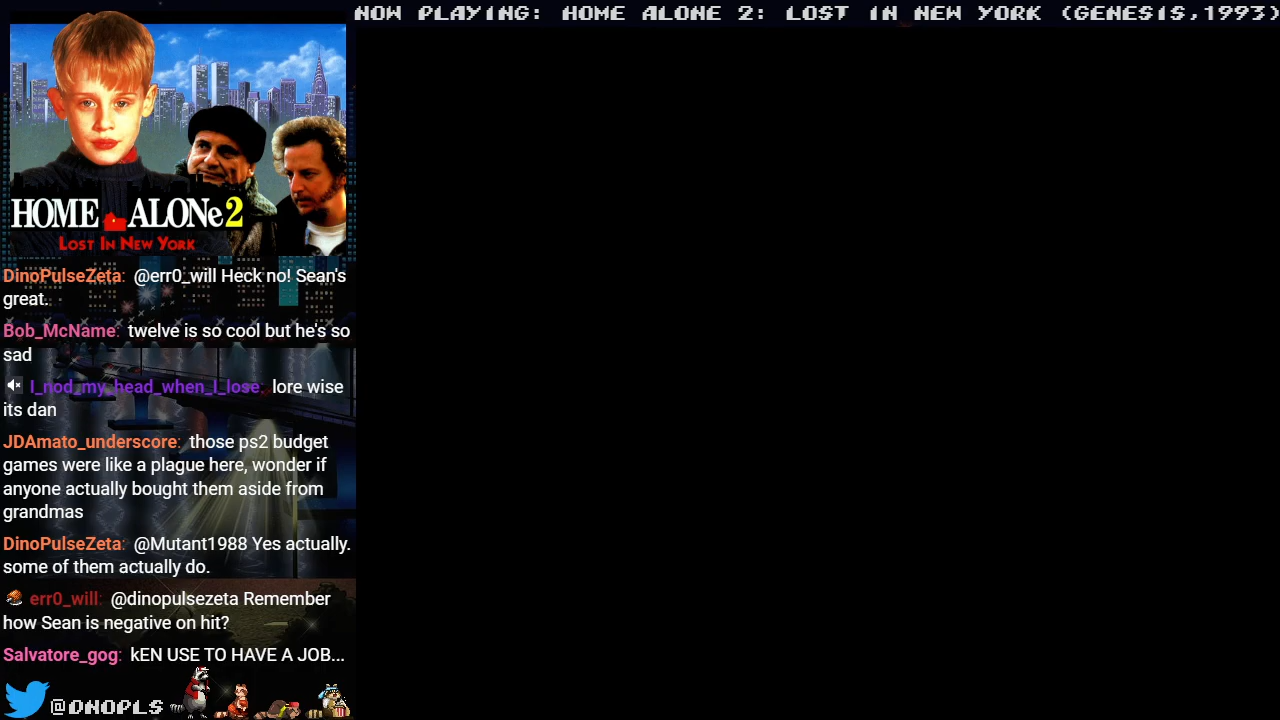 NOW PLAYING: HOME ALONE 2: LOST IN NEW YORK (GENESIS,1993)
HOME ALONe 2
LOST IN NEW YORK
DinoPulseZeta: @err0_will Heck no! Sean's
great.
Bob_McName: twelve is so cool but he's so
sad
I_nod_my_head_when_I_lose: lore wise
its dan
JDAmato_underscore: those ps2 budget
games were like a plague here, wonder if
anyone actually bought them aside from
grandmas
DinoPulseZeta: @Mutant1988 Yes actually.
some of them actually do.
err0_will: @dinopulsezeta Remember
how Sean is negative on hit?
Salvatore_gog: kEN USE TO HAVE A JOB...
@ONOPLS